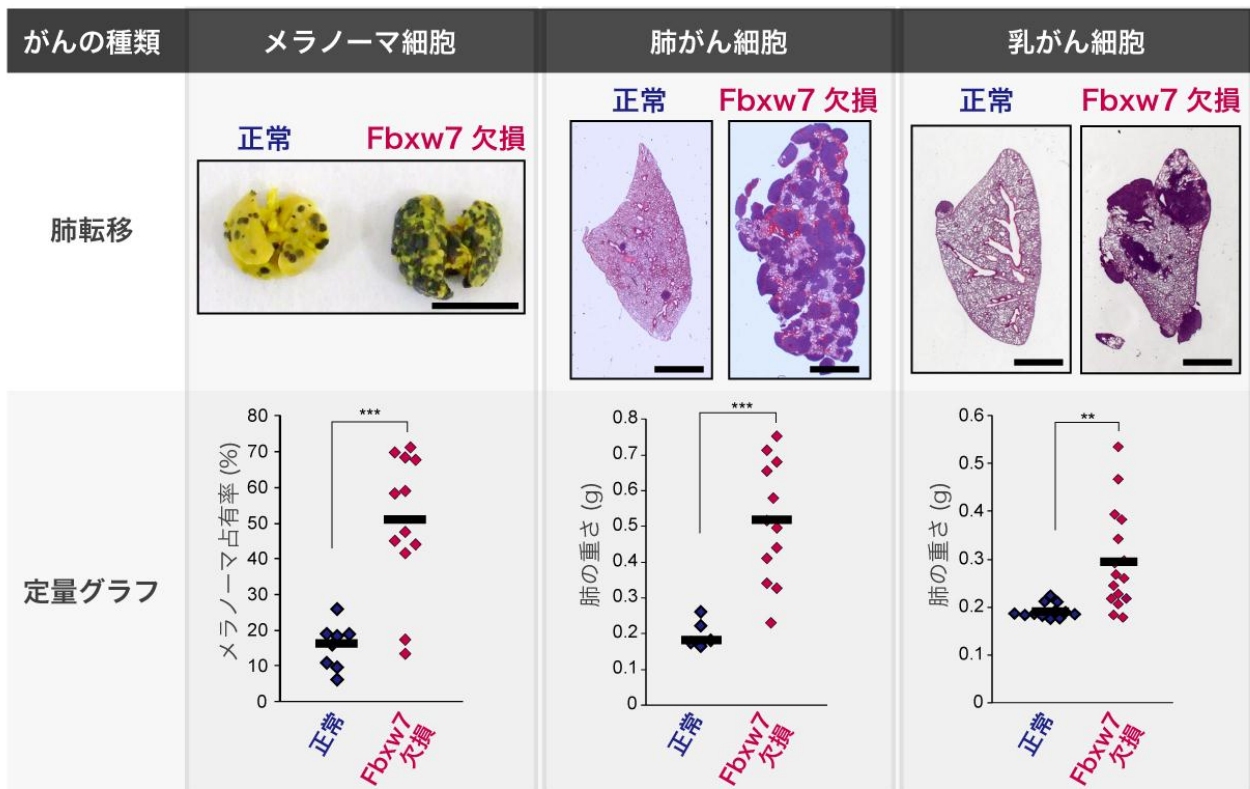 がんの種類
メラノーマ細胞
肺がん細胞
乳がん細胞
肺転移
正常
Fbxw7 欠損
正常
Fbxw7 欠損
正常
Fbxw7 欠損
定量グラフ
メラノーマ占有率 (%)
80
70
60
50
40
30
20
10
0
***
正常
Fbxw7
欠損
肺の重さ (g)
0.8
0.7
0.6
0.5
0.4
0.3
0.2
0.1
0
***
正常
Fbxw7
欠損
肺の重さ (g)
0.6
0.5
0.4
0.3
0.2
0.1
0
**
正常
Fbxw7
欠損